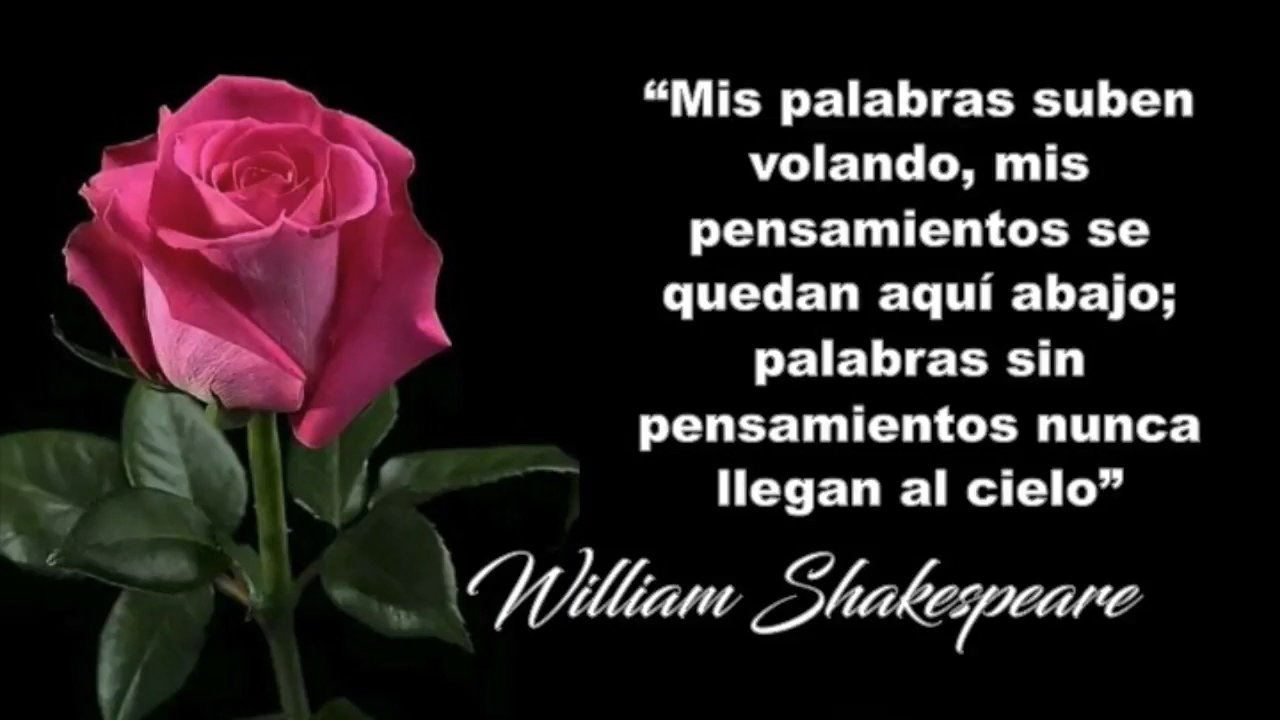 “Mis palabras suben
volando, mis
pensamientos se
quedan aquí abajo;
palabras sin
pensamientos nunca
llegan al cielo”
William Shakespeare